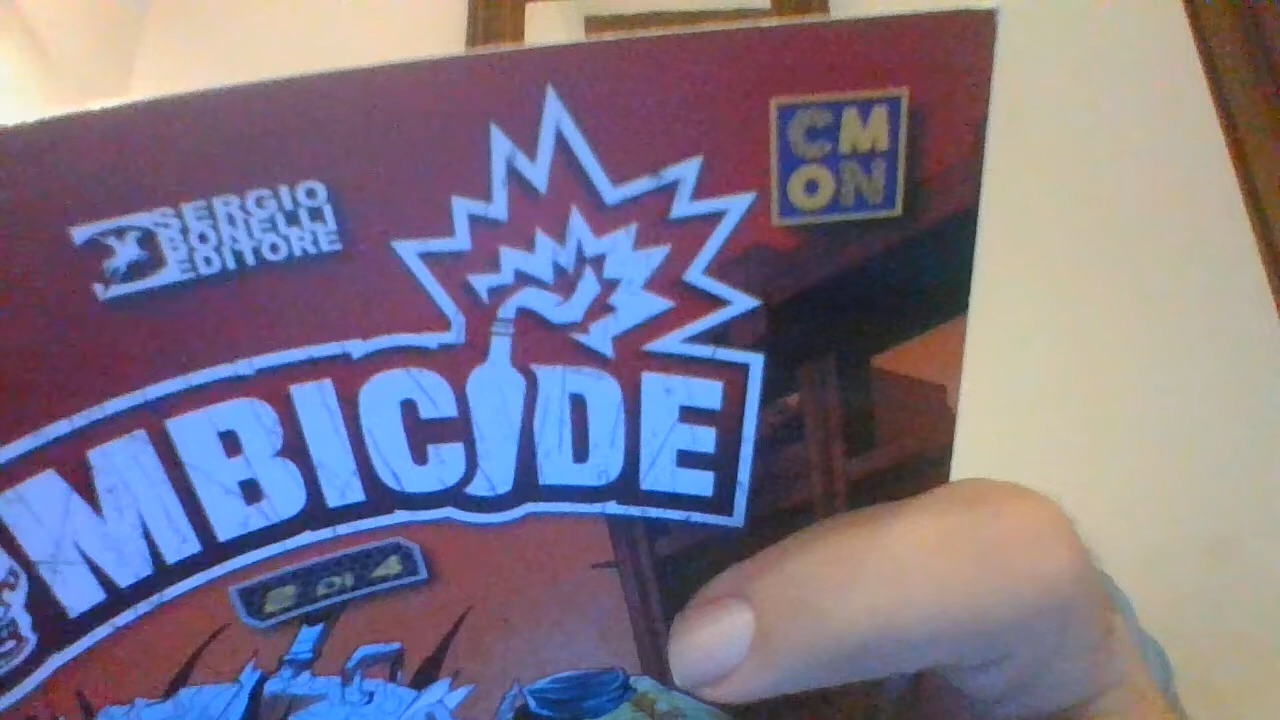 SERGIO
BONELLI
EDITORE
CM
ON
MBICIDE
2 DI 4